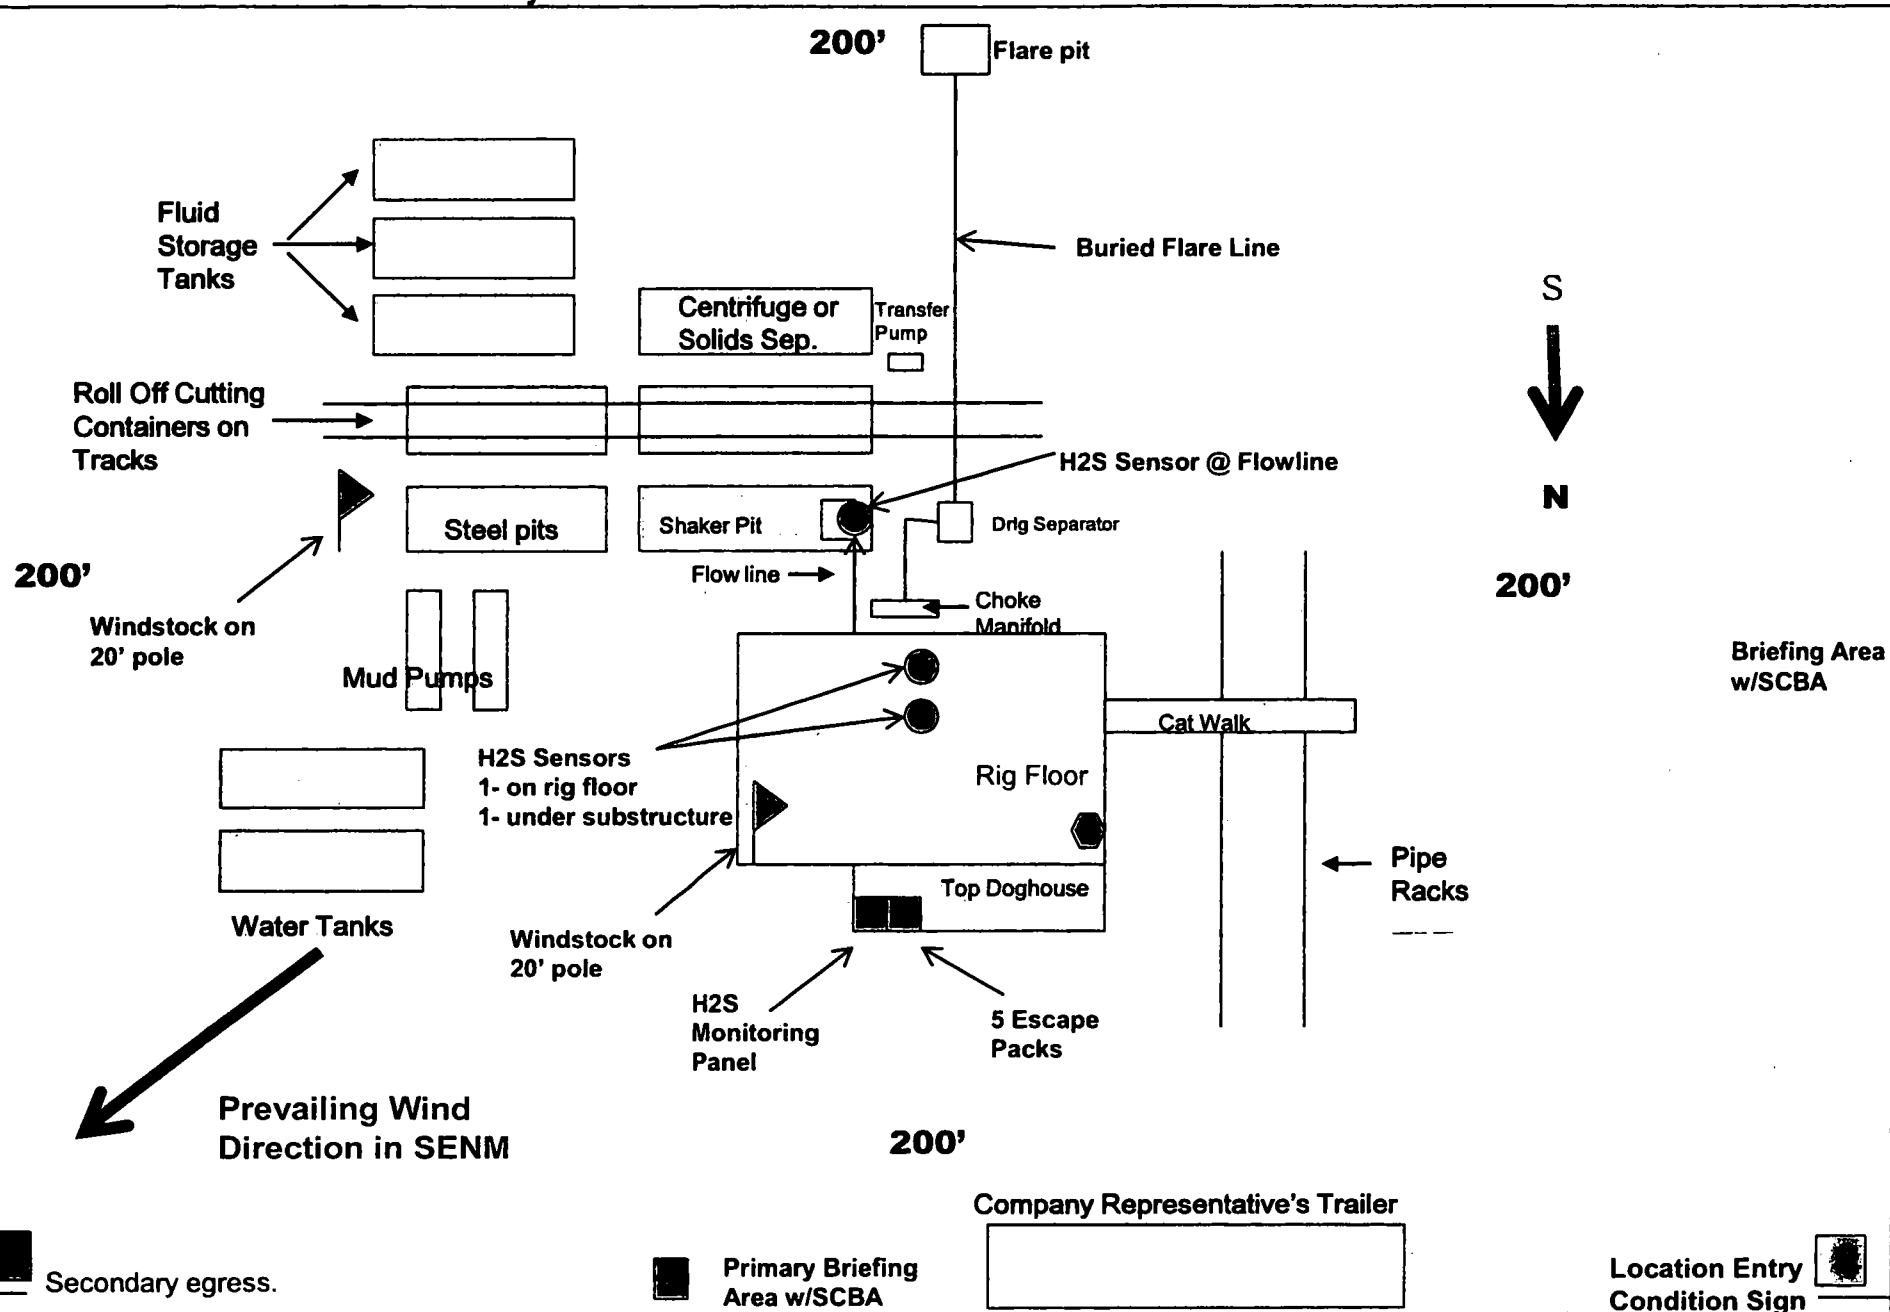 200'
Flare pit
Fluid
Storage
Tanks
Buried Flare Line
S
Centrifuge or
Solids Sep.
Transfer
Pump
Roll Off Cutting
Containers on
Tracks
H2S Sensor @ Flowline
N
Steel pits
Shaker Pit
Drlg Separator
200'
Flow line
200'
Choke
Manifold
Windstock on
20' pole
Briefing Area
w/SCBA
Mud Pumps
Cat Walk
H2S Sensors
1- on rig floor
1- under substructure
Rig Floor
Pipe
Racks
Top Doghouse
Water Tanks
Windstock on
20' pole
H2S
Monitoring
Panel
5 Escape
Packs
Prevailing Wind
Direction in SENM
200'
Company Representative's Trailer
Secondary egress.
Primary Briefing
Area w/SCBA
Location Entry
Condition Sign